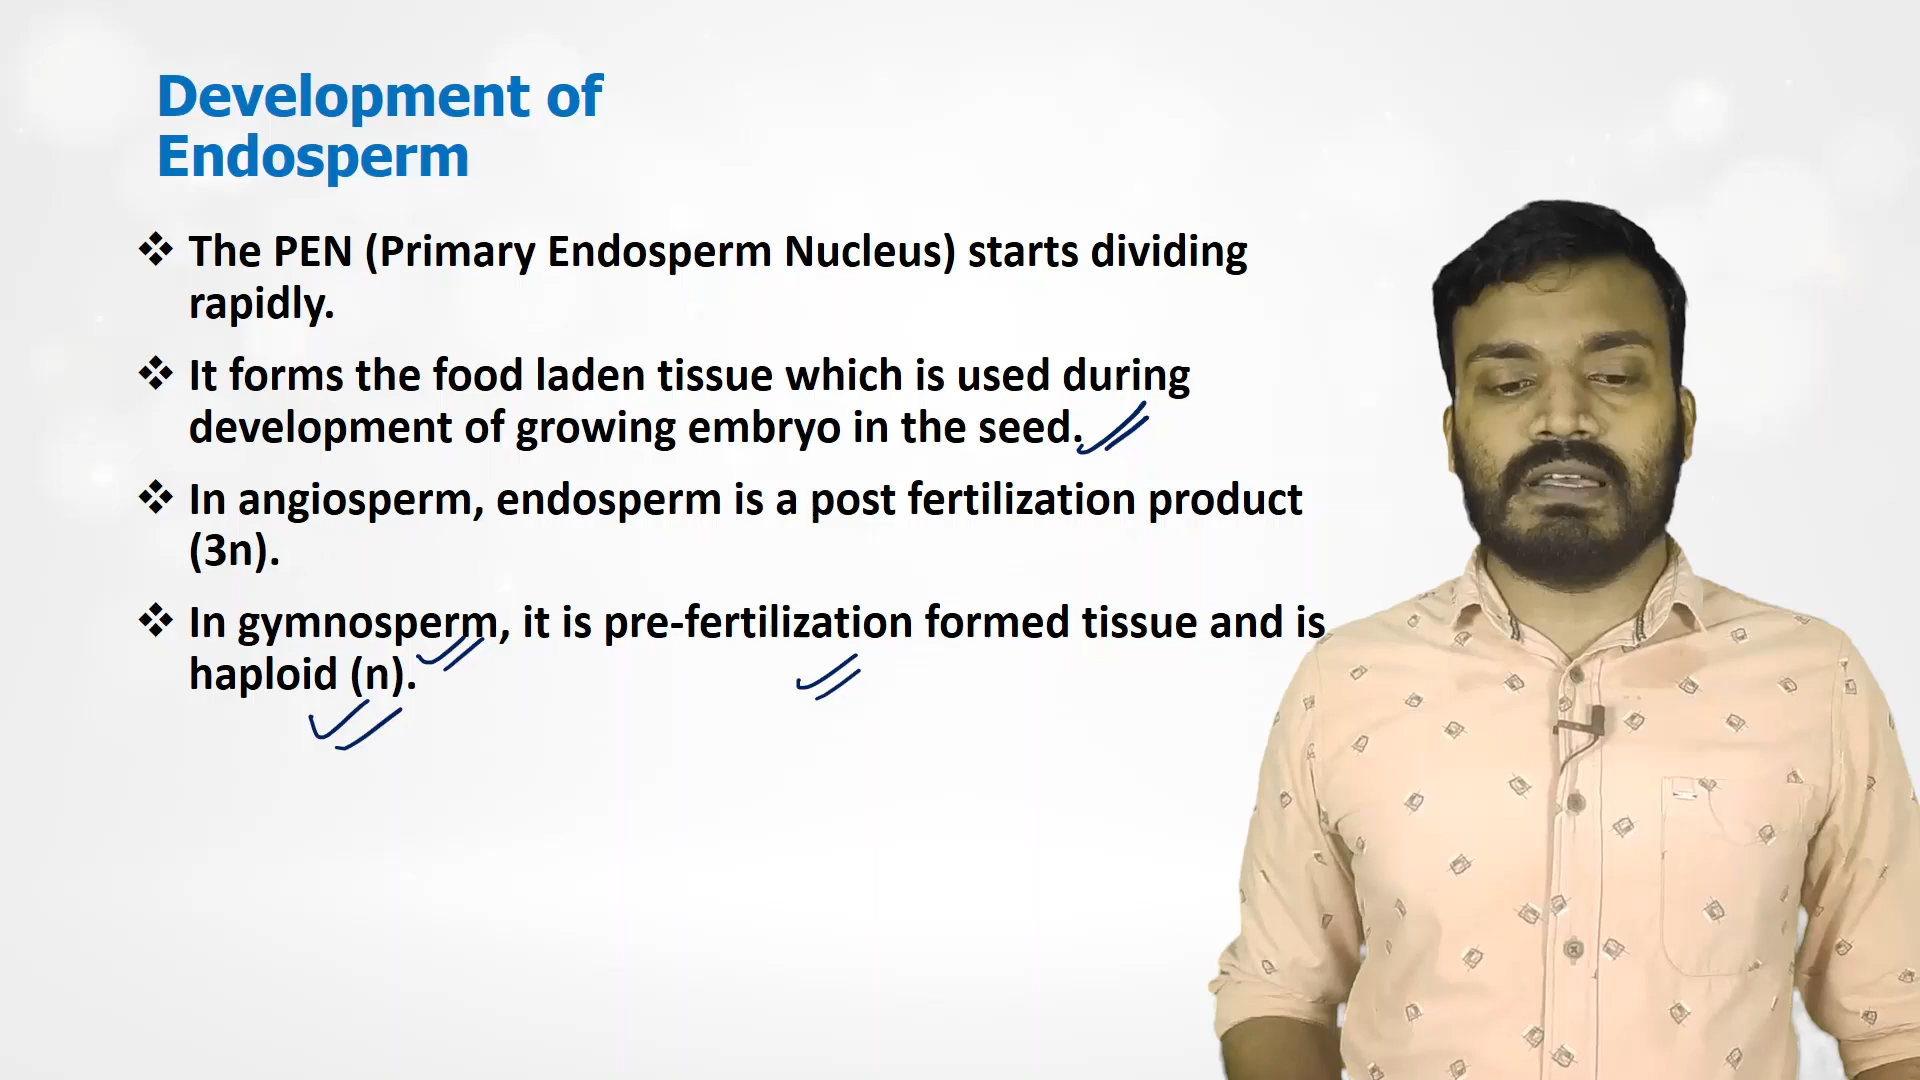 Development of
Endosperm
❖ The PEN (Primary Endosperm Nucleus) starts dividing
rapidly.
❖ It forms the food laden tissue which is used during
development of growing embryo in the seed.
❖ In angiosperm, endosperm is a post fertilization product
(3n).
❖ In gymnosperm, it is pre-fertilization formed tissue and is
haploid (n).